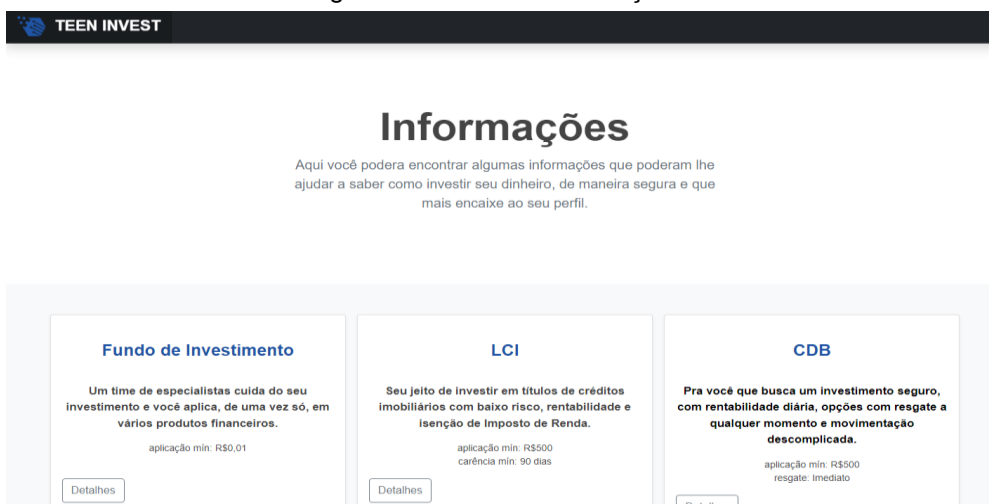 TEEN INVEST
Informações
Aqui você podera encontrar algumas informações que poderam lhe
ajudar a saber como investir seu dinheiro, de maneira segura e que
mais encaixe ao seu perfil.
Fundo de Investimento
Um time de especialistas cuida do seu
investimento e você aplica, de uma vez só, em
vários produtos financeiros.
aplicação mín: R$0,01
Detalhes
LCI
Seu jeito de investir em títulos de créditos
imobiliários com baixo risco, rentabilidade e
isenção de Imposto de Renda.
aplicação mín: R$500
carência mín: 90 dias
Detalhes
CDB
Pra você que busca um investimento seguro,
com rentabilidade diária, opções com resgate a
qualquer momento e movimentação
descomplicada.
aplicação mín: R$500
resgate: Imediato